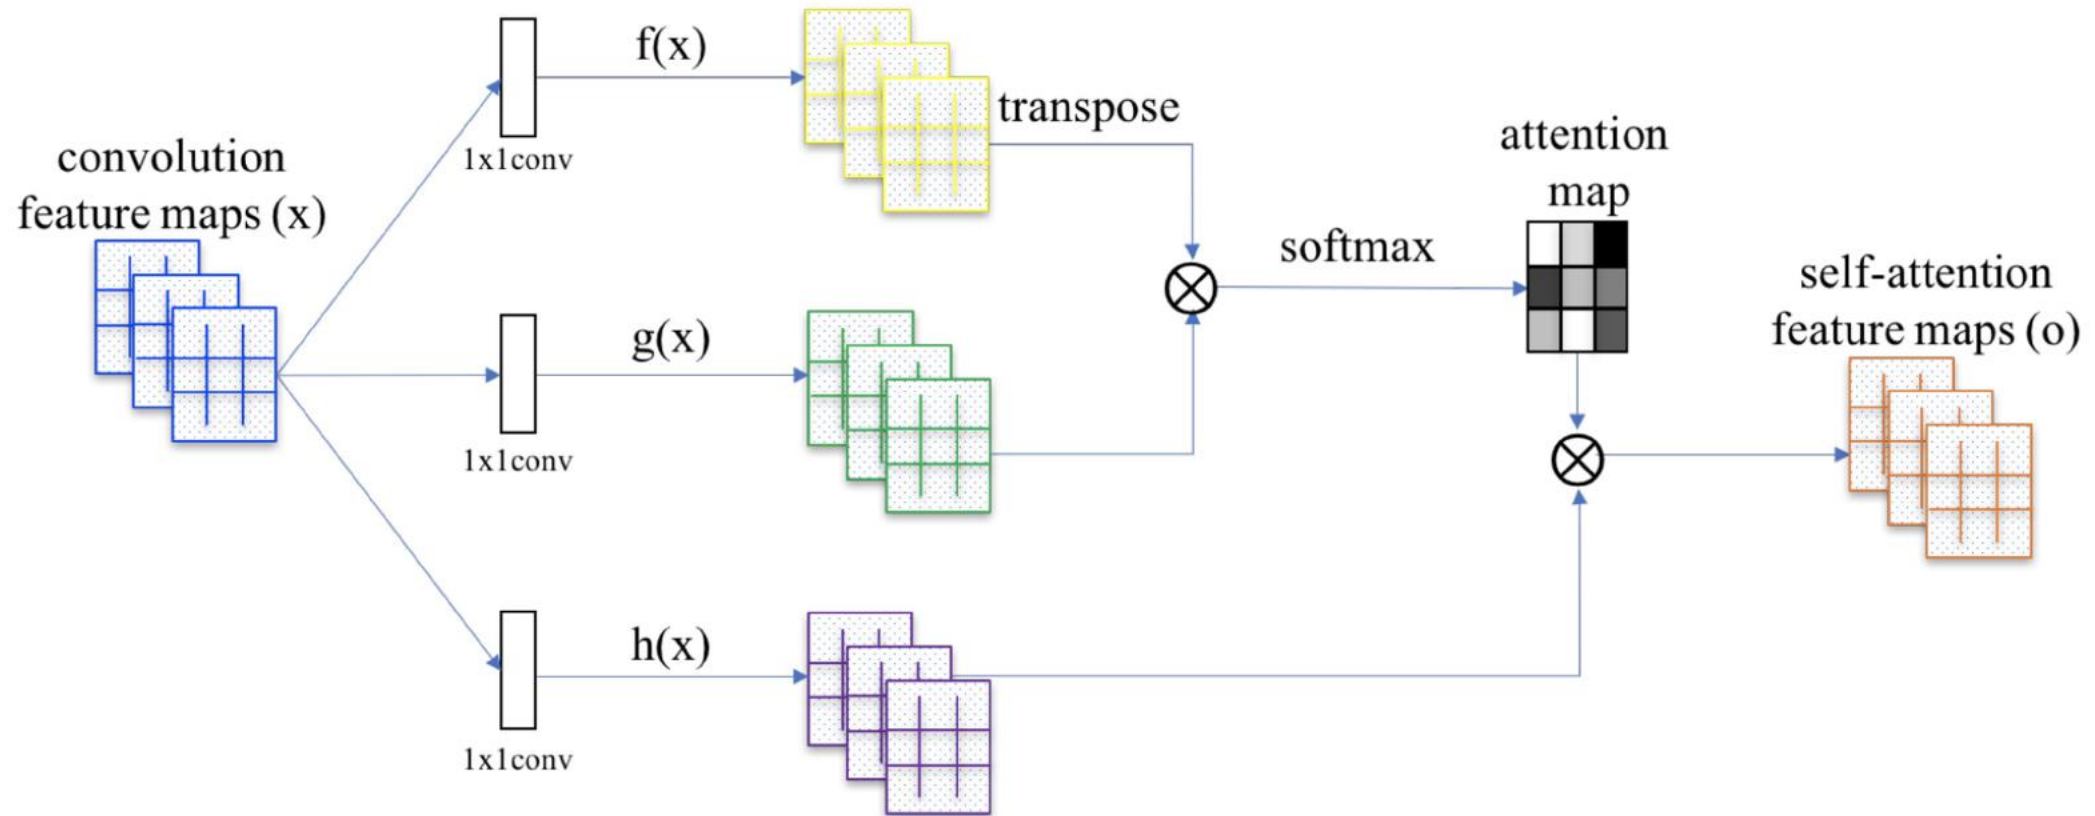 convolution
feature maps (x)
f(x)
1x1conv
transpose
g(x)
1x1conv
h(x)
1x1conv
softmax
attention
map
self-attention
feature maps (o)